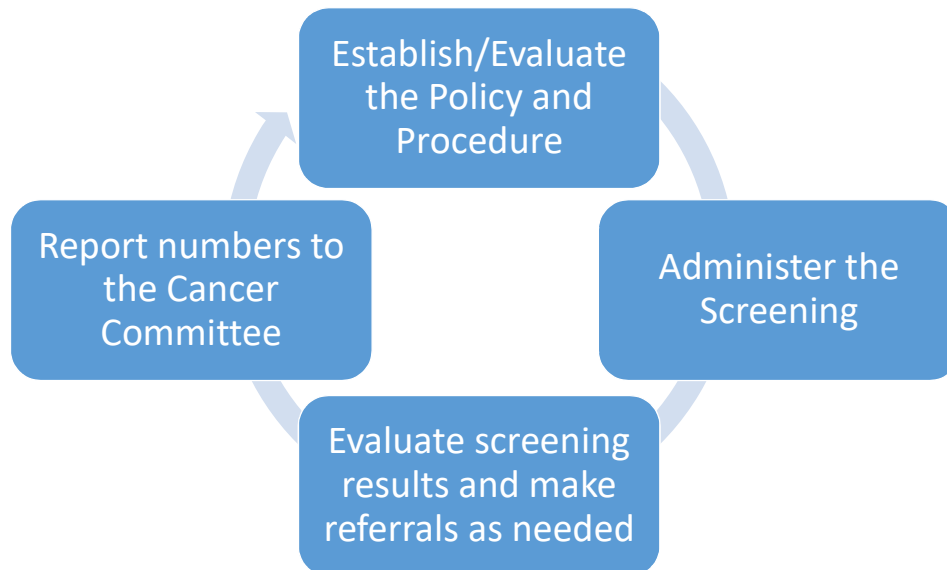 Establish/Evaluate
the Policy and
Procedure
Administer the
Screening
Evaluate screening
results and make
referrals as needed
Report numbers to
the Cancer
Committee